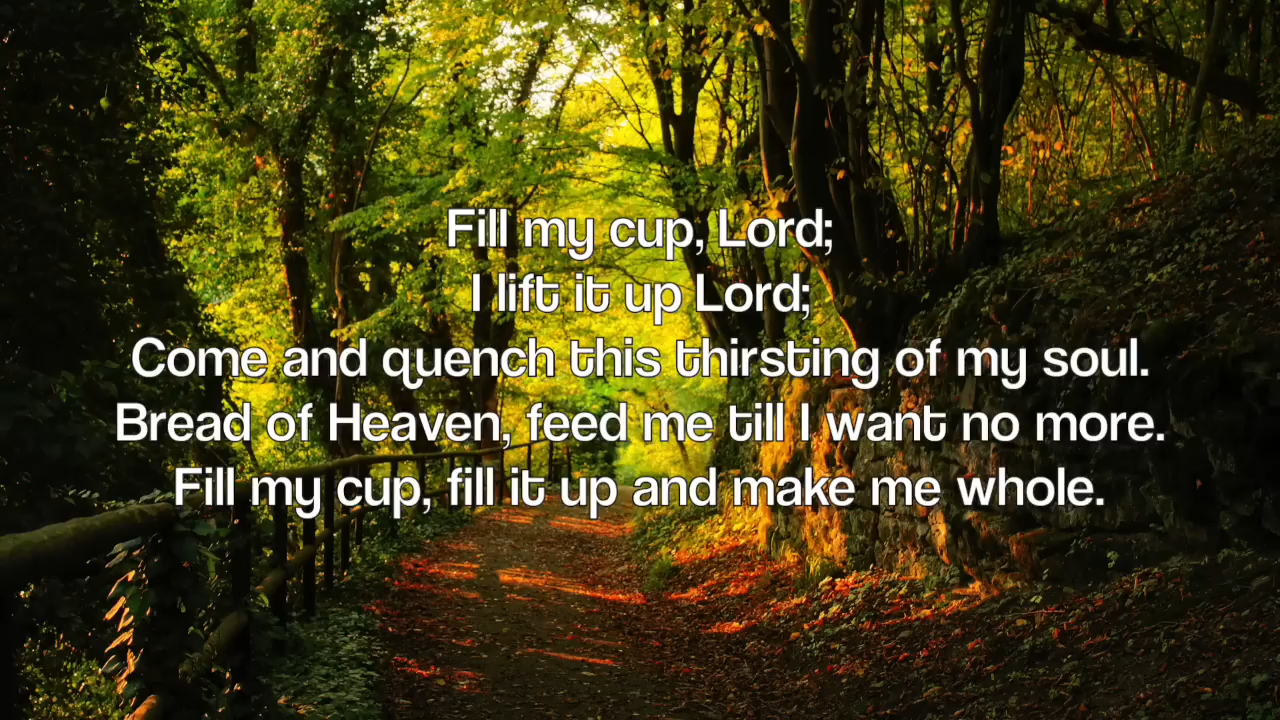 Fill my cup, Lord;
I lift it up Lord;
Come and quench this thirsting of my soul.
Bread of Heaven, feed me till I want no more.
Fill my cup, fill it up and make me whole.